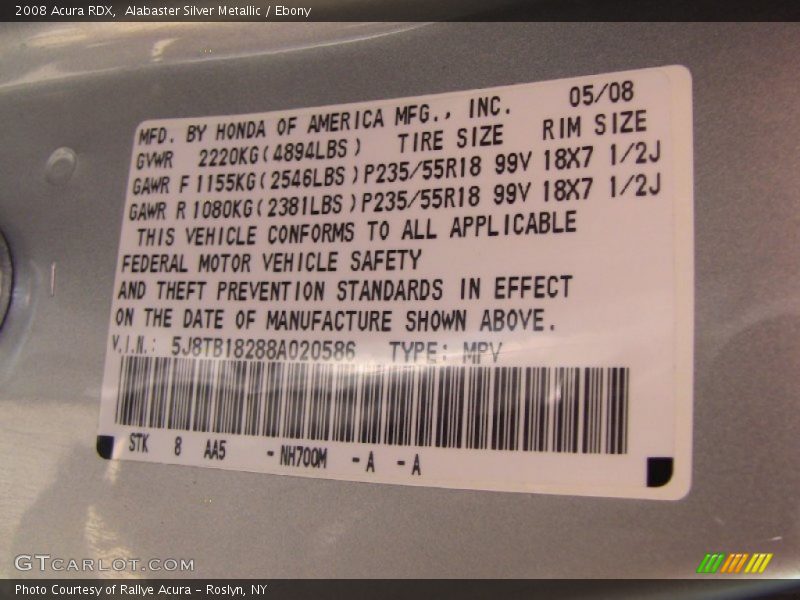 2008 Acura RDX,  Alabaster Silver Metallic / Ebony
MFD. BY HONDA OF AMERICA MFG., INC. 05/08
GVWR 2220KG(4894LBS) TIRE SIZE RIM SIZE
GAWR F 1155KG(2546LBS) P235/55R18 99V 18X7 1/2J
GAWR R 1080KG(2381LBS) P235/55R18 99V 18X7 1/2J
THIS VEHICLE CONFORMS TO ALL APPLICABLE
FEDERAL MOTOR VEHICLE SAFETY
AND THEFT PREVENTION STANDARDS IN EFFECT
ON THE DATE OF MANUFACTURE SHOWN ABOVE.
V.I.N.: 5J8TB18288A020586 TYPE: MPV
STK 8 AA5 -NH700M -A -A
GTCARLOT.COM
Photo Courtesy of Rallye Acura - Roslyn, NY